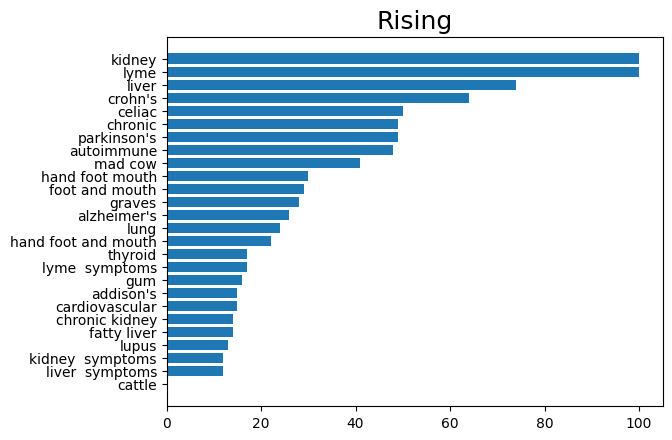 Rising
kidney
lyme
liver
crohn's
celiac
chronic
parkinson's
autoimmune
mad cow
hand foot mouth
foot and mouth
graves
alzheimer's
lung
hand foot and mouth
thyroid
lyme  symptoms
gum
addison's
cardiovascular
chronic kidney
fatty liver
lupus
kidney  symptoms
liver  symptoms
cattle
0 20 40 60 80 100